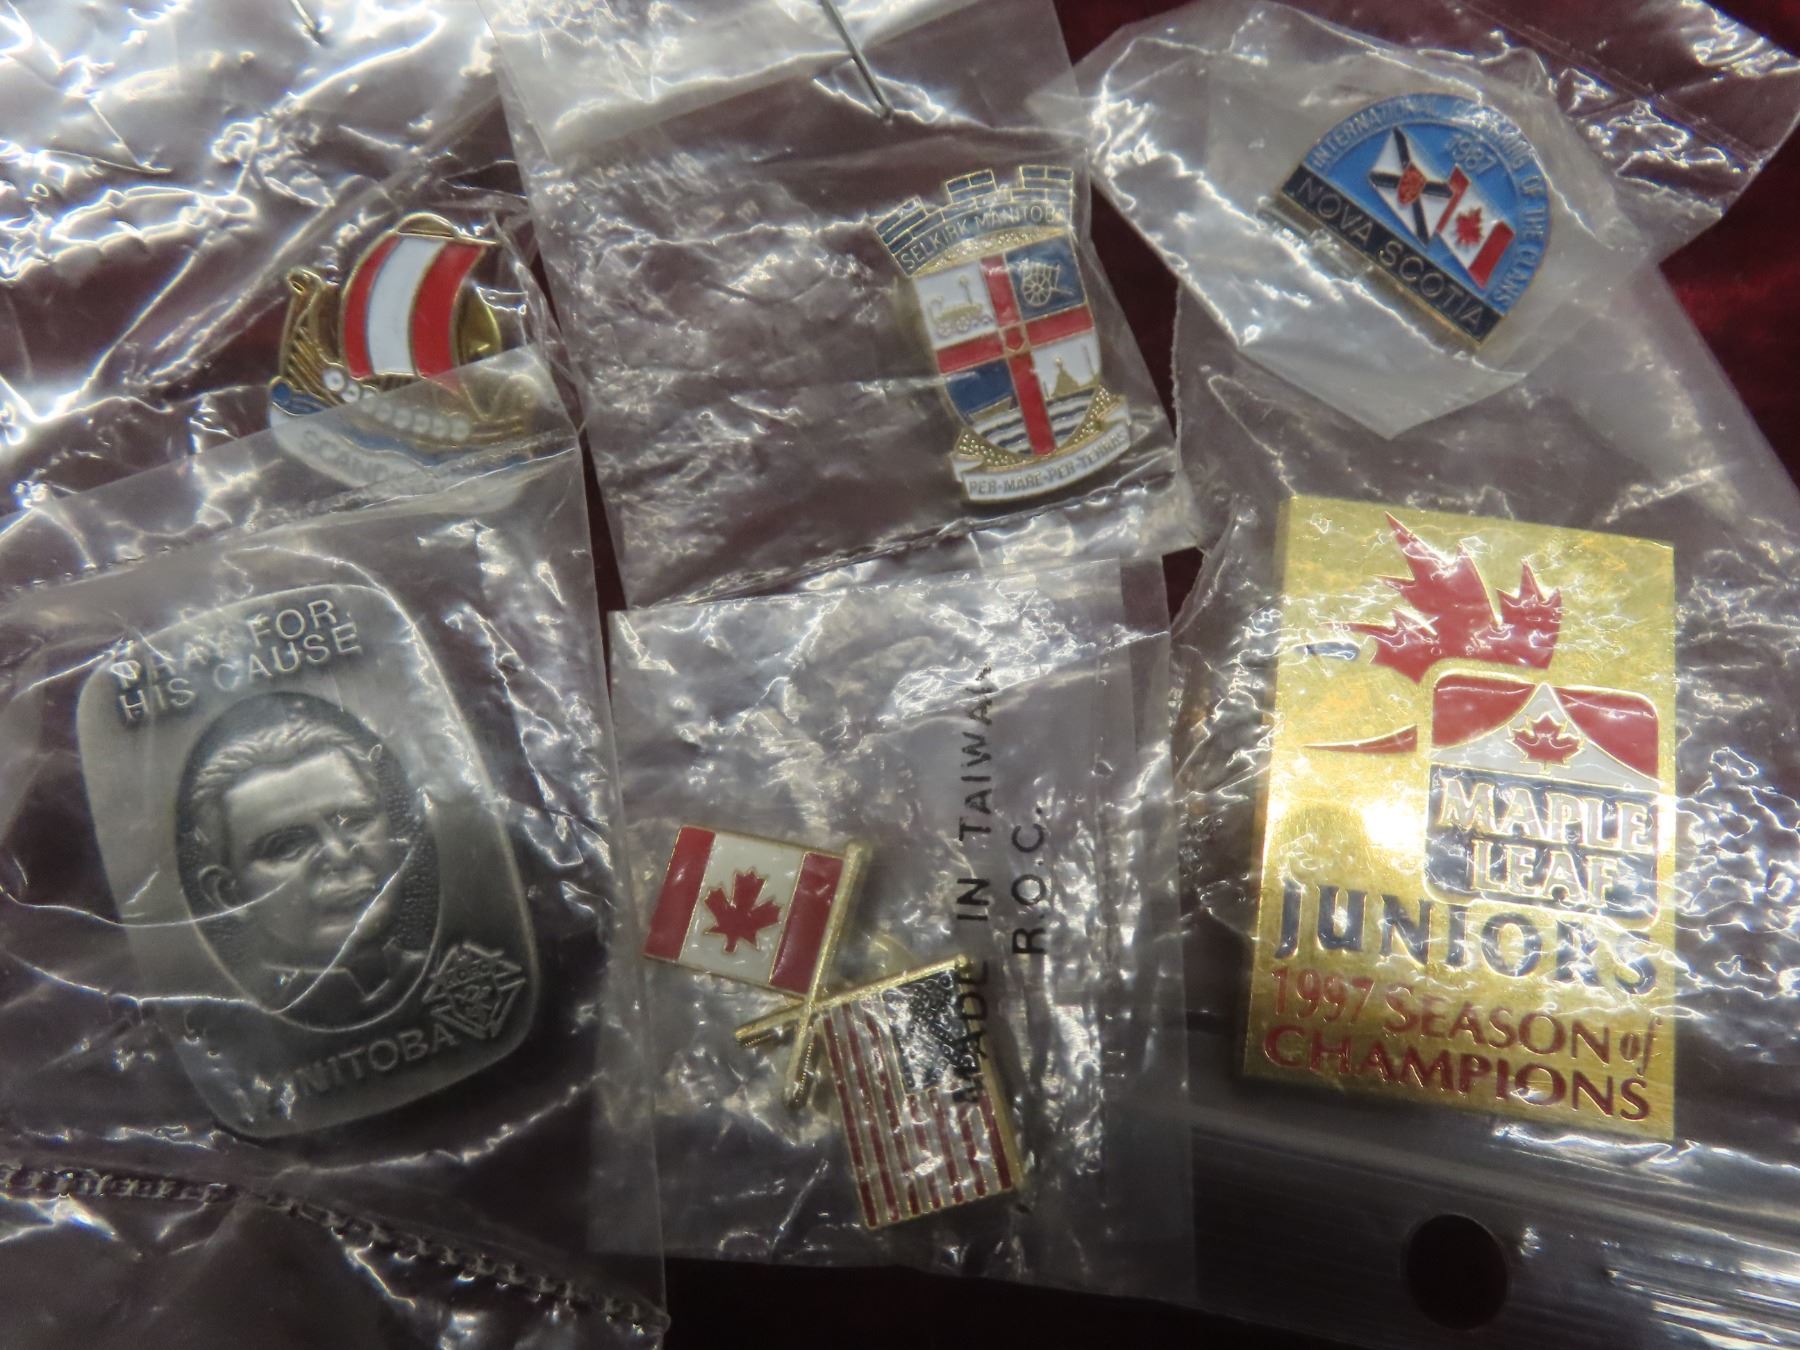 SELKIRK MANITOBA
PER·MARE·PER·TERRAS
INTERNATIONAL GATHERING OF THE CLANS
1987
NOVA SCOTIA
PRAY FOR
HIS CAUSE
MANITOBA
MADE IN TAIWAN
R.O.C.
MAPLE
LEAF
JUNIORS
1997 SEASON of
CHAMPIONS